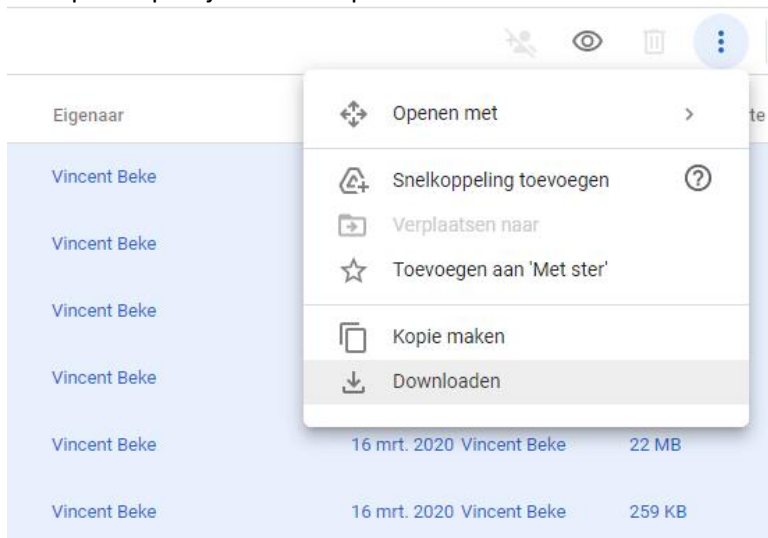 Eigenaar
te
Openen met
Vincent Beke
Snelkoppeling toevoegen
Verplaatsen naar
Vincent Beke
Toevoegen aan 'Met ster'
Vincent Beke
Kopie maken
Vincent Beke
Downloaden
Vincent Beke 16 mrt. 2020 Vincent Beke 22 MB
Vincent Beke 16 mrt. 2020 Vincent Beke 259 KB